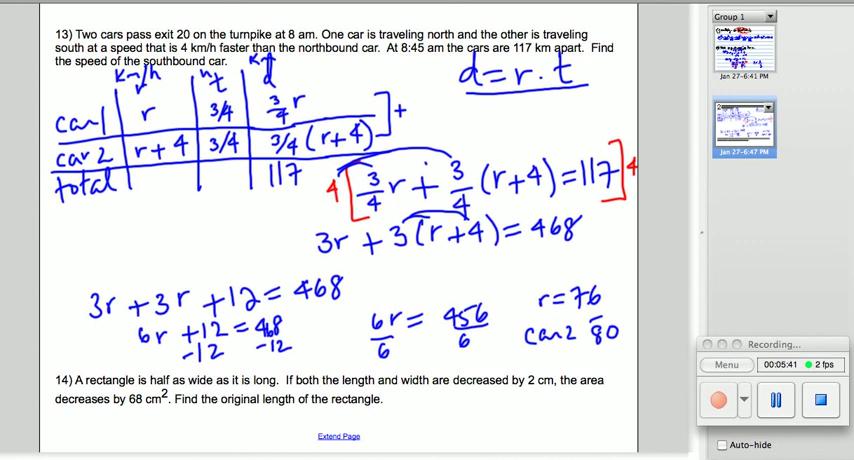 13) Two cars pass exit 20 on the turnpike at 8 am. One car is traveling north and the other is traveling
south at a speed that is 4 km/h faster than the northbound car. At 8:45 am the cars are 117 km apart. Find
the speed of the southbound car.
d = r · t
km/h h km
r t d
car 1 r 3/4 3/4 r
+
car 2 r + 4 3/4 3/4 (r + 4)
total 117
4 [ 3/4 r + 3/4 (r + 4) = 117 ] 4
3r + 3 (r + 4) = 468
3r + 3r + 12 = 468
6r + 12 = 468
-12 -12
6r/6 = 456/6
r = 76
car 2 80
14) A rectangle is half as wide as it is long. If both the length and width are decreased by 2 cm, the area
decreases by 68 cm². Find the original length of the rectangle.
Extend Page
Group 1
Jan 27-6:41 PM
2
Jan 27-6:47 PM
Recording...
Menu 00:05:41 2 fps
Auto-hide